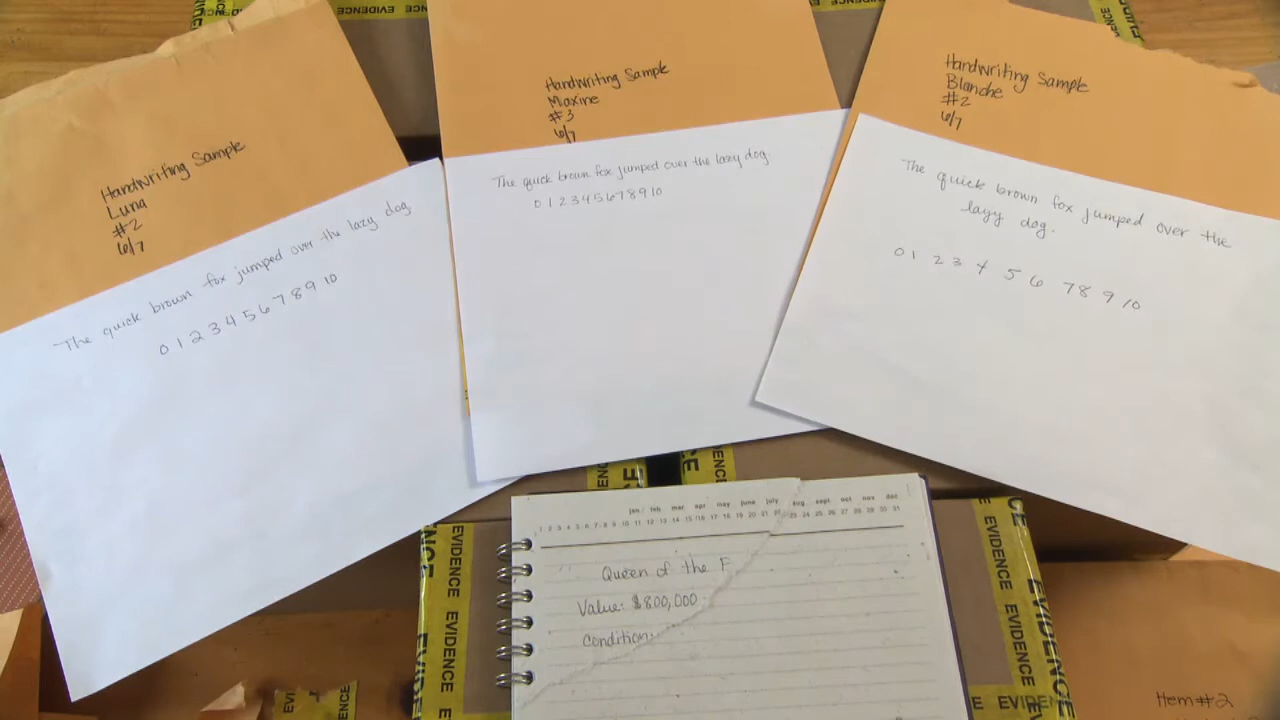 EVIDENCE
EVIDENCE
Handwriting Sample
Luna
#2
6/7
The quick brown fox jumped over the lazy dog.
0 1 2 3 4 5 6 7 8 9 10
Handwriting Sample
Maxine
#3
6/7
The quick brown fox jumped over the lazy dog.
0 1 2 3 4 5 6 7 8 9 10
Handwriting Sample
Blanche
#2
6/7
The quick brown fox jumped over the
layy dog.
0 1 2 3 4 5 6 7 8 9 10
jan feb mar apr may june july aug sept oct nov dec
1 2 3 4 5 6 7 8 9 10 11 12 13 14 15 16 17 18 19 20 21 22 23 24 25 26 27 28 29 30 31
Queen of the F
Value: $800,000
Condition:
EVIDENCE
EVIDENCE
EVIDENCE
EVIDENCE
Item #2